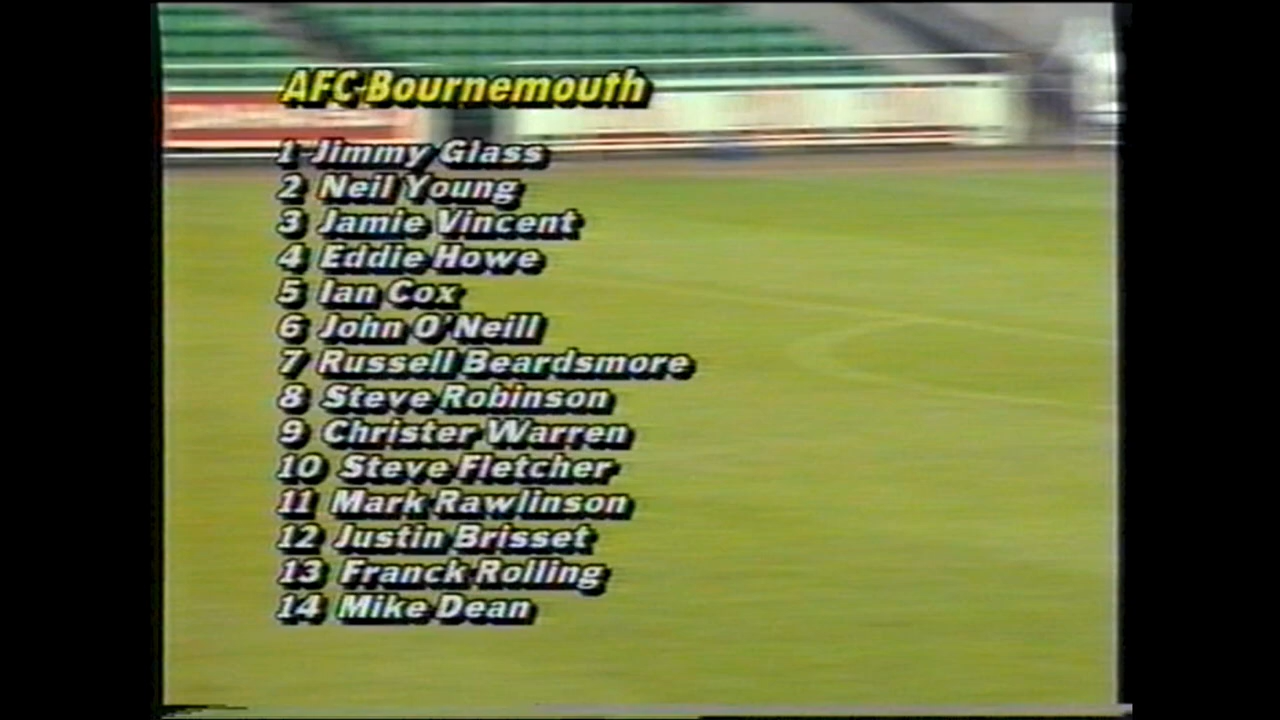 AFC Bournemouth
1 Jimmy Glass
2 Neil Young
3 Jamie Vincent
4 Eddie Howe
5 Ian Cox
6 John O'Neill
7 Russell Beardsmore
8 Steve Robinson
9 Christer Warren
10 Steve Fletcher
11 Mark Rawlinson
12 Justin Brisset
13 Franck Rolling
14 Mike Dean